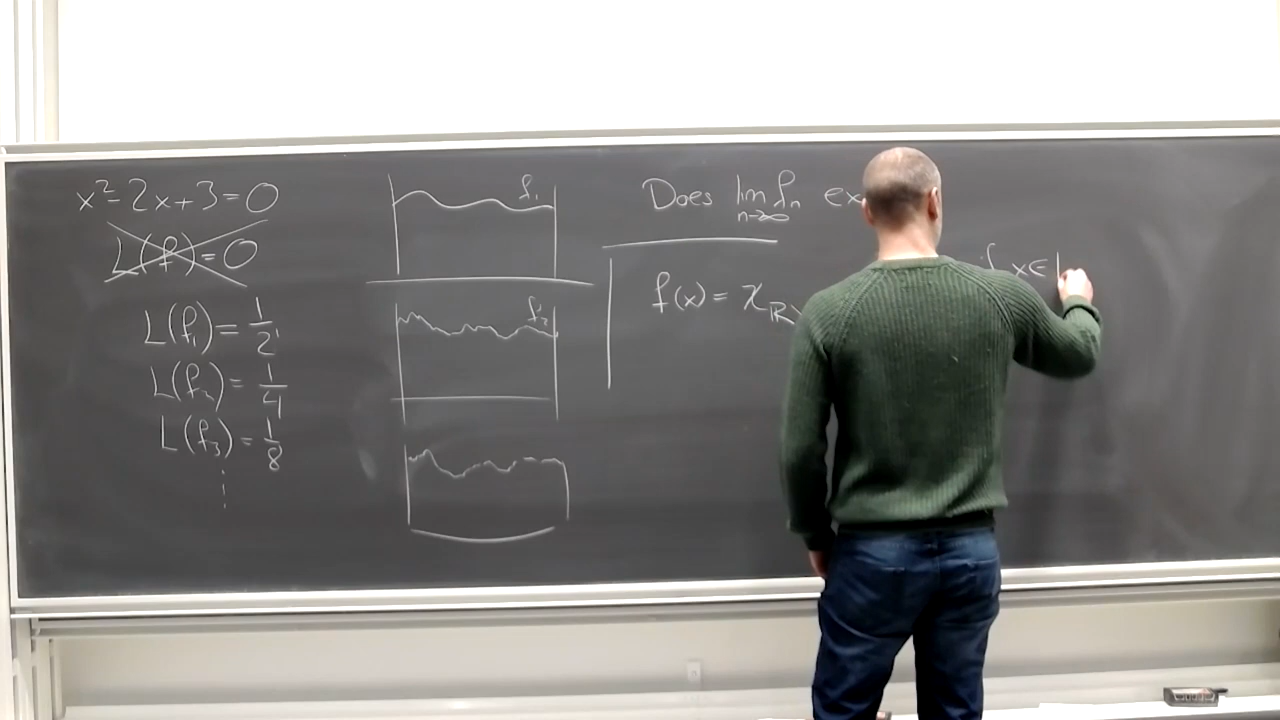 x² - 2x + 3 = 0
L(f) = 0
L(f₁) = 1/2
L(f₂) = 1/4
L(f₃) = 1/8
⋮
f₁
f₂
Does lim n→∞ fₙ
f(x) = χ_ℝ∖
x ∈